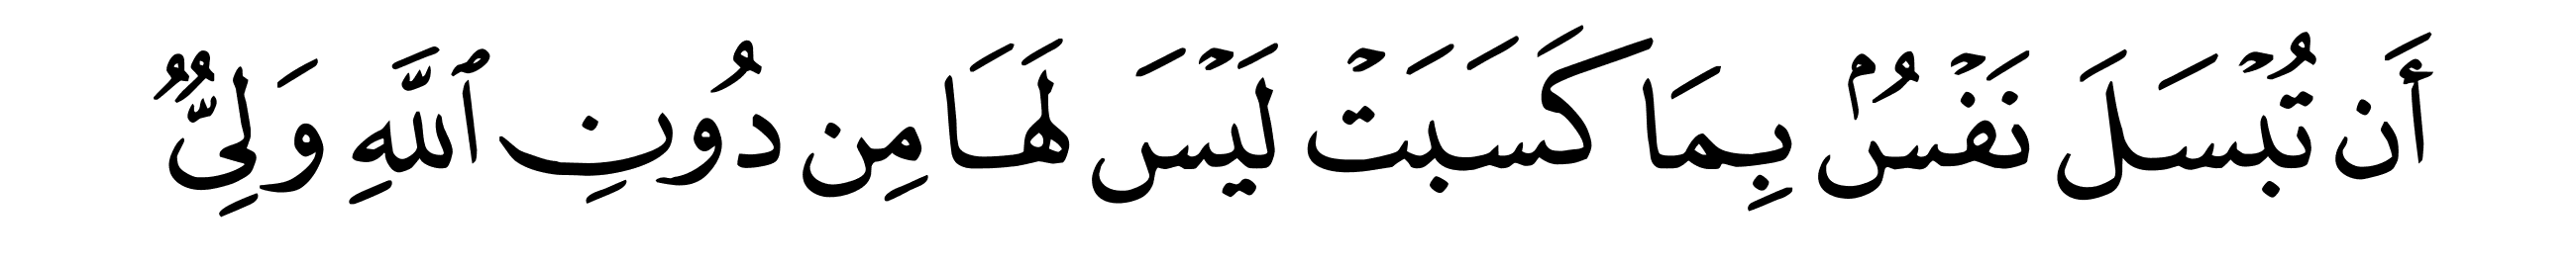 أَن تُبۡسَلَ نَفۡسُۢ بِمَا كَسَبَتۡ لَيۡسَ لَهَا مِن دُونِ ٱللَّهِ وَلِيّٞ